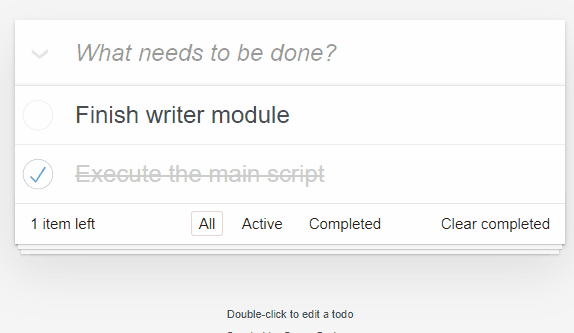 What needs to be done?
Finish writer module
Execute the main script
1 item left All Active Completed Clear completed
Double-click to edit a todo